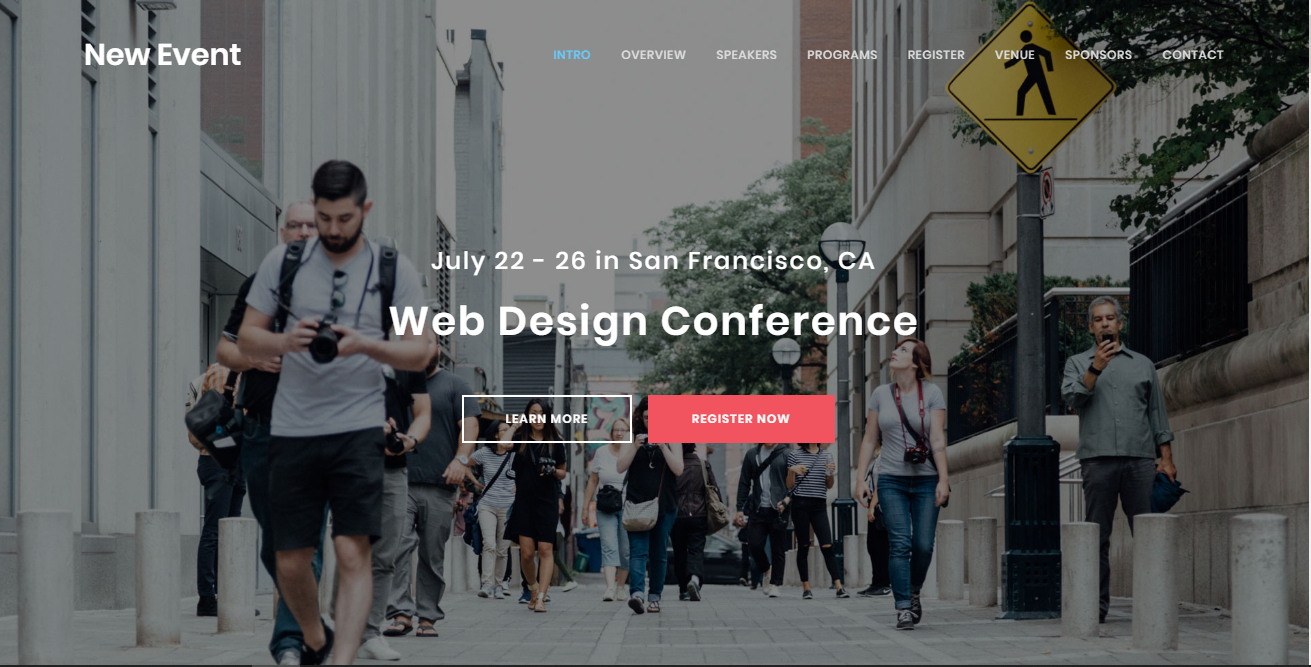 New Event
INTRO OVERVIEW SPEAKERS PROGRAMS REGISTER VENUE SPONSORS CONTACT
July 22 - 26 in San Francisco, CA
Web Design Conference
LEARN MORE REGISTER NOW